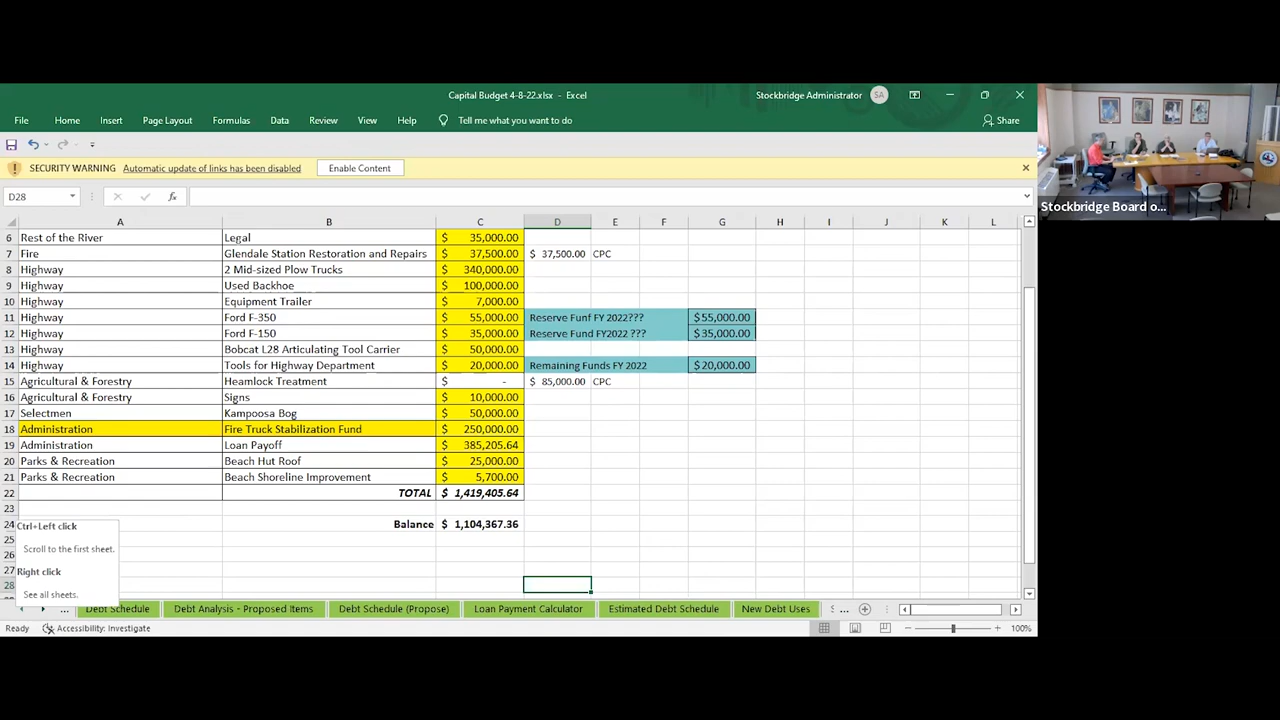 Capital Budget 4-8-22.xlsx - Excel
Stockbridge Administrator SA
File Home Insert Page Layout Formulas Data Review View Help Tell me what you want to do Share
SECURITY WARNING Automatic update of links has been disabled Enable Content
D28 fx
A B C D E F G H I J K L
6 Rest of the River Legal $ 35,000.00
7 Fire Glendale Station Restoration and Repairs $ 37,500.00 $ 37,500.00 CPC
8 Highway 2 Mid-sized Plow Trucks $ 340,000.00
9 Highway Used Backhoe $ 100,000.00
10 Highway Equipment Trailer $ 7,000.00
11 Highway Ford F-350 $ 55,000.00 Reserve Funf FY 2022??? $55,000.00
12 Highway Ford F-150 $ 35,000.00 Reserve Fund FY2022 ??? $35,000.00
13 Highway Bobcat L28 Articulating Tool Carrier $ 50,000.00
14 Highway Tools for Highway Department $ 20,000.00 Remaining Funds FY 2022 $20,000.00
15 Agricultural & Forestry Heamlock Treatment $ - $ 85,000.00 CPC
16 Agricultural & Forestry Signs $ 10,000.00
17 Selectmen Kampoosa Bog $ 50,000.00
18 Administration Fire Truck Stabilization Fund $ 250,000.00
19 Administration Loan Payoff $ 385,205.64
20 Parks & Recreation Beach Hut Roof $ 25,000.00
21 Parks & Recreation Beach Shoreline Improvement $ 5,700.00
22 TOTAL $ 1,419,405.64
23
24 Balance $ 1,104,367.36
25
26
27
28
Ctrl+Left click
Scroll to the first sheet.
Right click
See all sheets.
... Debt Schedule Debt Analysis - Proposed Items Debt Schedule (Propose) Loan Payment Calculator Estimated Debt Schedule New Debt Uses ...
Ready Accessibility: Investigate 100%
Stockbridge Board o...